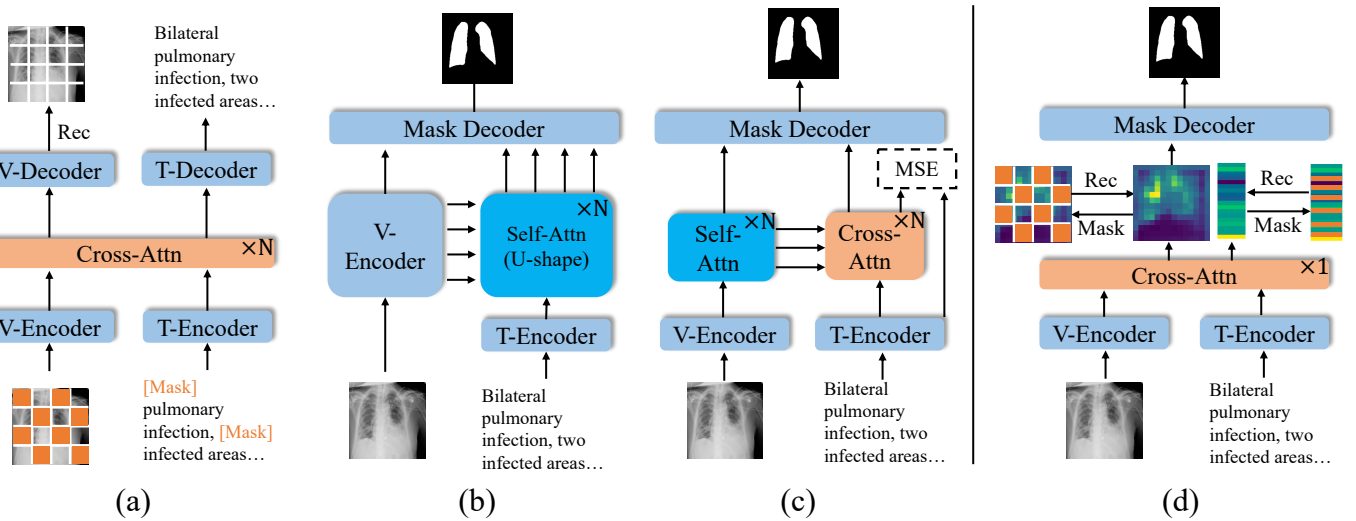 Bilateral
pulmonary
infection, two
infected areas…
Rec
V-Decoder
T-Decoder
Cross-Attn
×N
V-Encoder
T-Encoder
[Mask]
pulmonary
infection, [Mask]
infected areas…
(a)
Mask Decoder
V-
Encoder
×N
Self-Attn
(U-shape)
T-Encoder
Bilateral
pulmonary
infection, two
infected areas…
(b)
Mask Decoder
MSE
×N
Self-
Attn
×N
Cross-
Attn
V-Encoder
T-Encoder
Bilateral
pulmonary
infection, two
infected areas…
(c)
Mask Decoder
Rec
Mask
Rec
Mask
Cross-Attn
×1
V-Encoder
T-Encoder
Bilateral
pulmonary
infection, two
infected areas…
(d)